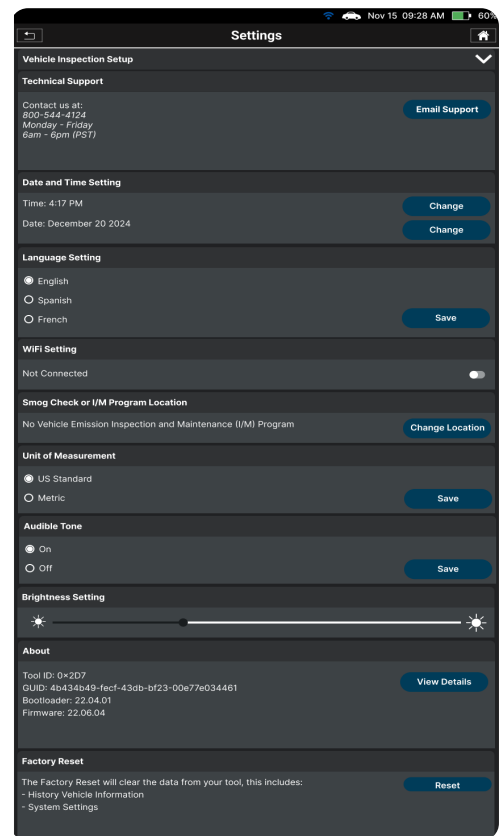 Nov 15 09:28 AM 60%
Settings
Vehicle Inspection Setup
Technical Support
Contact us at:
800-544-4124
Monday - Friday
6am - 6pm (PST)
Email Support
Date and Time Setting
Time: 4:17 PM
Change
Date: December 20 2024
Change
Language Setting
English
Spanish
French
Save
WiFi Setting
Not Connected
Smog Check or I/M Program Location
No Vehicle Emission Inspection and Maintenance (I/M) Program
Change Location
Unit of Measurement
US Standard
Metric
Save
Audible Tone
On
Off
Save
Brightness Setting
About
Tool ID: 0×2D7
GUID: 4b434b49-fecf-43db-bf23-00e77e034461
Bootloader: 22.04.01
Firmware: 22.06.04
View Details
Factory Reset
The Factory Reset will clear the data from your tool, this includes:
- History Vehicle Information
- System Settings
Reset